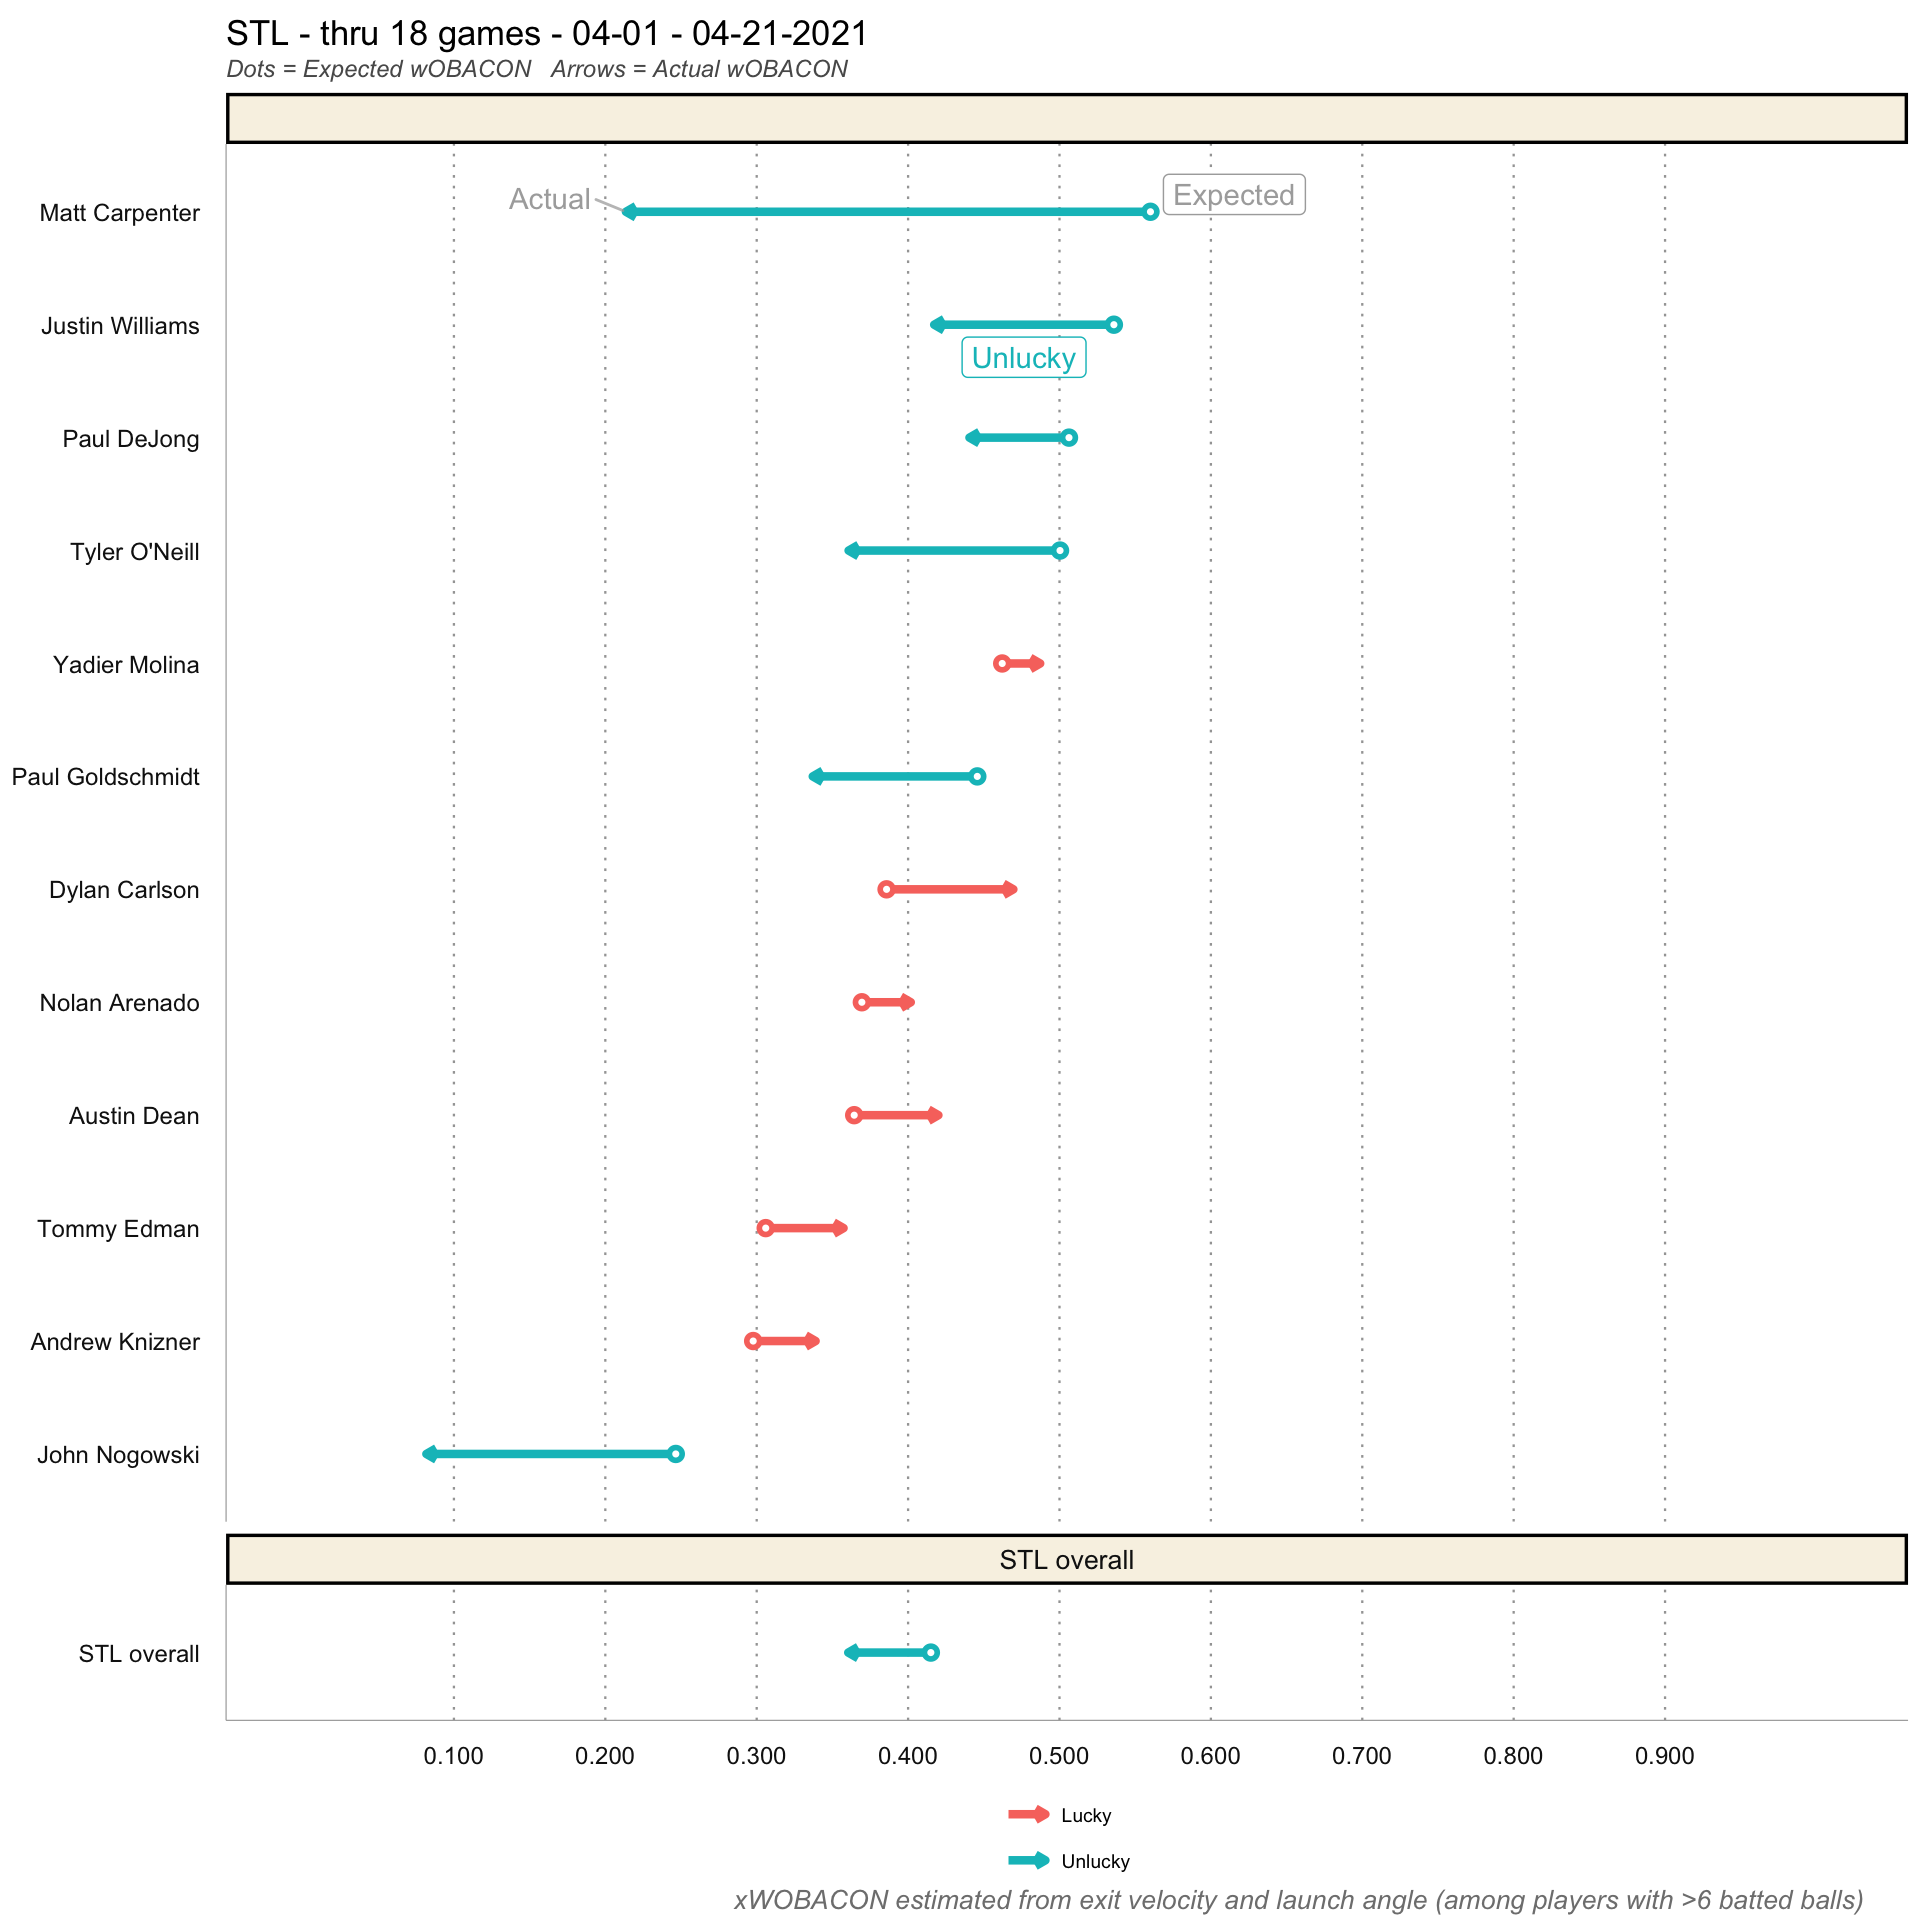 STL - thru 18 games - 04-01 - 04-21-2021
Dots = Expected wOBACON   Arrows = Actual wOBACON
Matt Carpenter
Actual
Expected
Justin Williams
Unlucky
Paul DeJong
Tyler O'Neill
Yadier Molina
Paul Goldschmidt
Dylan Carlson
Nolan Arenado
Austin Dean
Tommy Edman
Andrew Knizner
John Nogowski
STL overall
STL overall
0.100 0.200 0.300 0.400 0.500 0.600 0.700 0.800 0.900
Lucky
Unlucky
xWOBACON estimated from exit velocity and launch angle (among players with >6 batted balls)